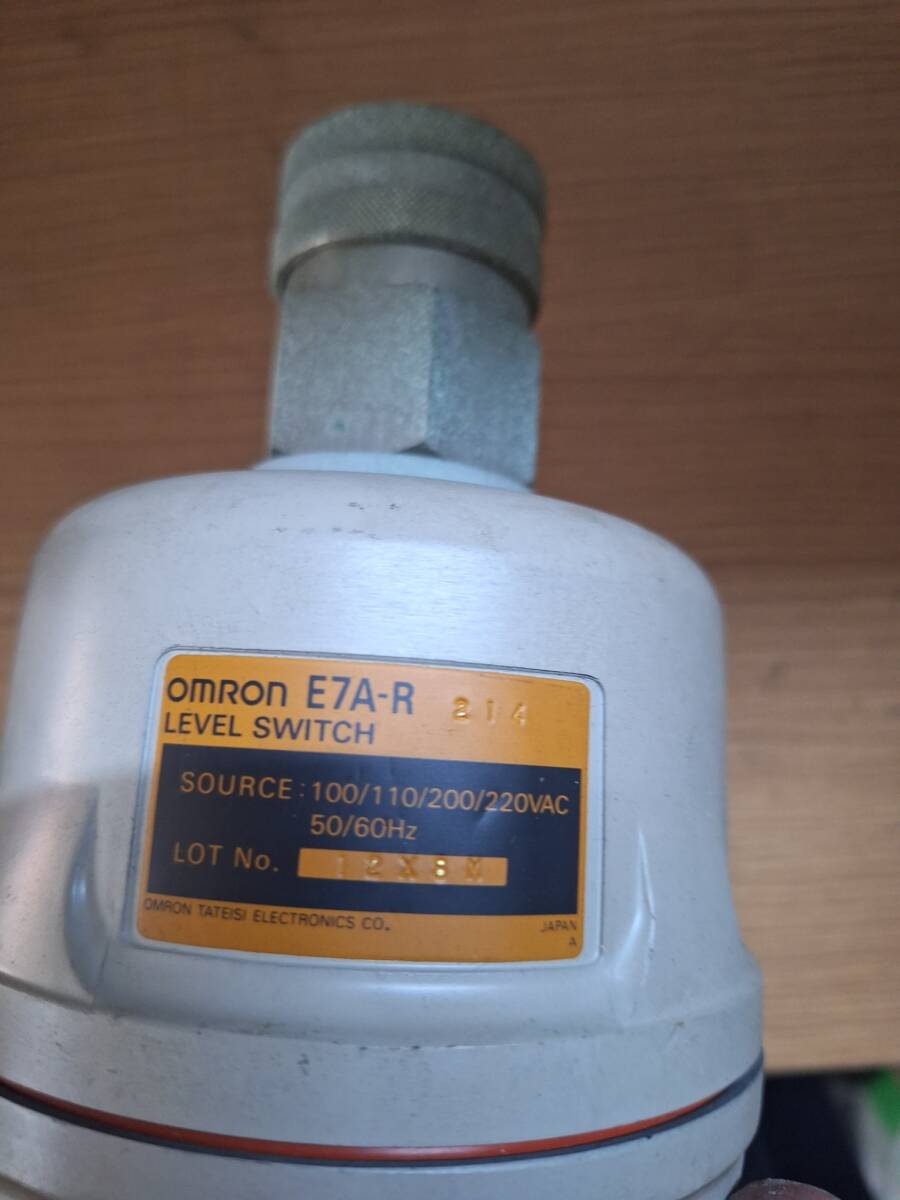 OMRON E7A-R 214
LEVEL SWITCH
SOURCE: 100/110/200/220VAC
50/60Hz
LOT No. 12X8M
OMRON TATEISI ELECTRONICS CO.
JAPAN
A